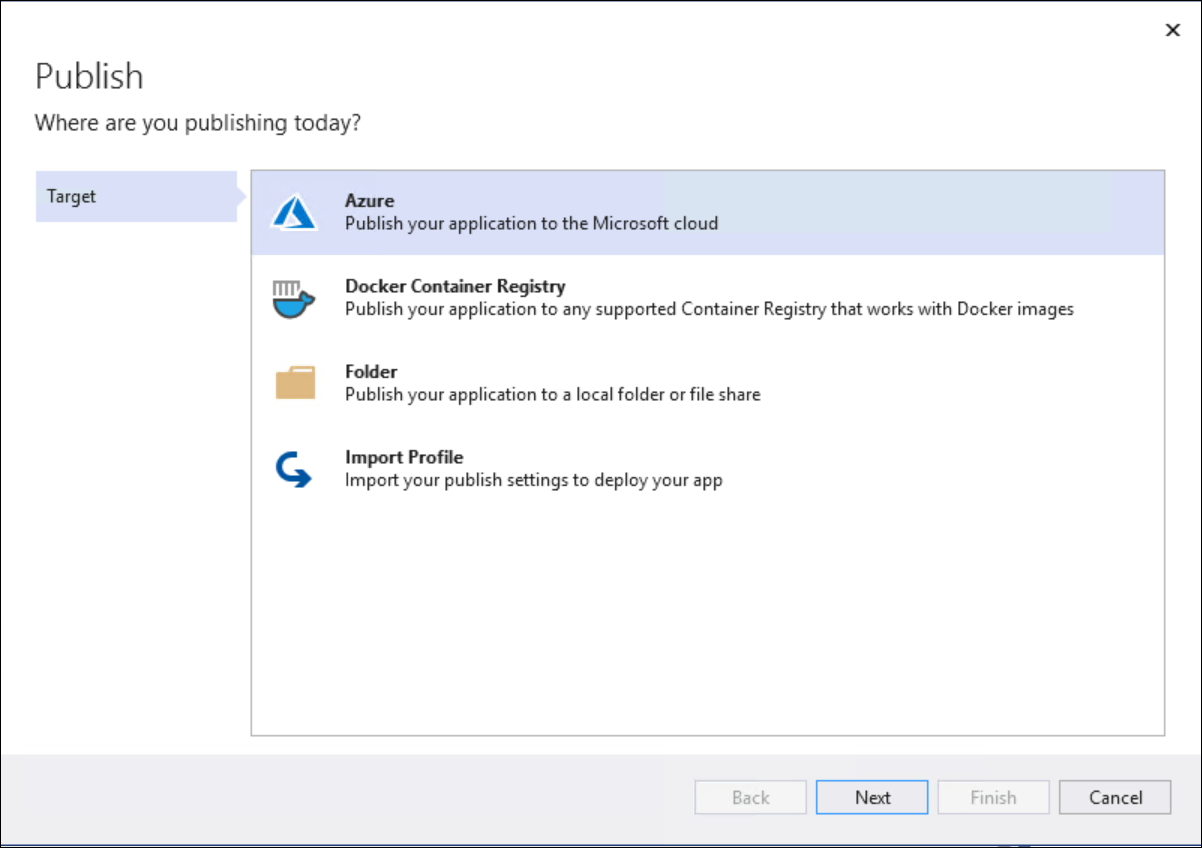 Publish
Where are you publishing today?
Target
Azure
Publish your application to the Microsoft cloud
Docker Container Registry
Publish your application to any supported Container Registry that works with Docker images
Folder
Publish your application to a local folder or file share
Import Profile
Import your publish settings to deploy your app
Back
Next
Finish
Cancel